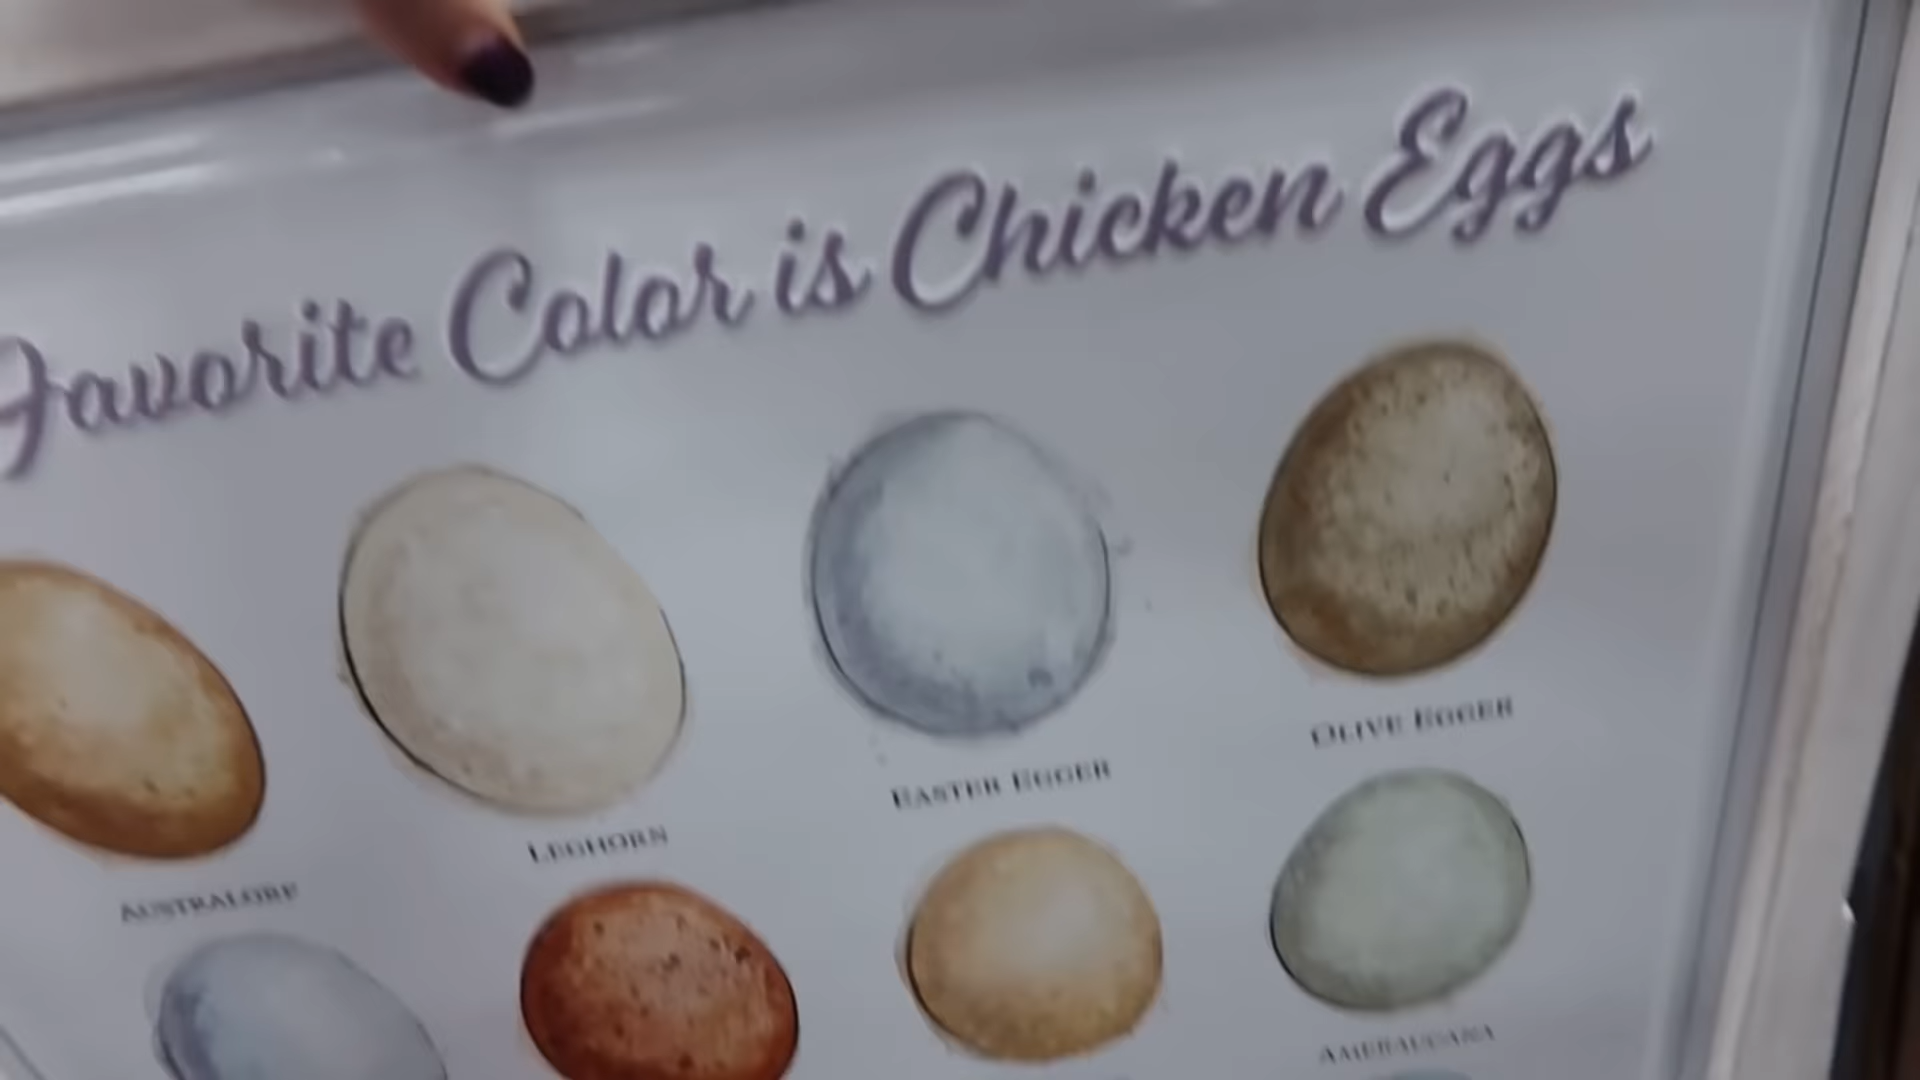 Favorite Color is Chicken Eggs
AUSTRALORP
LEGHORN
EASTER EGGER
OLIVE EGGER
AMERAUCANA